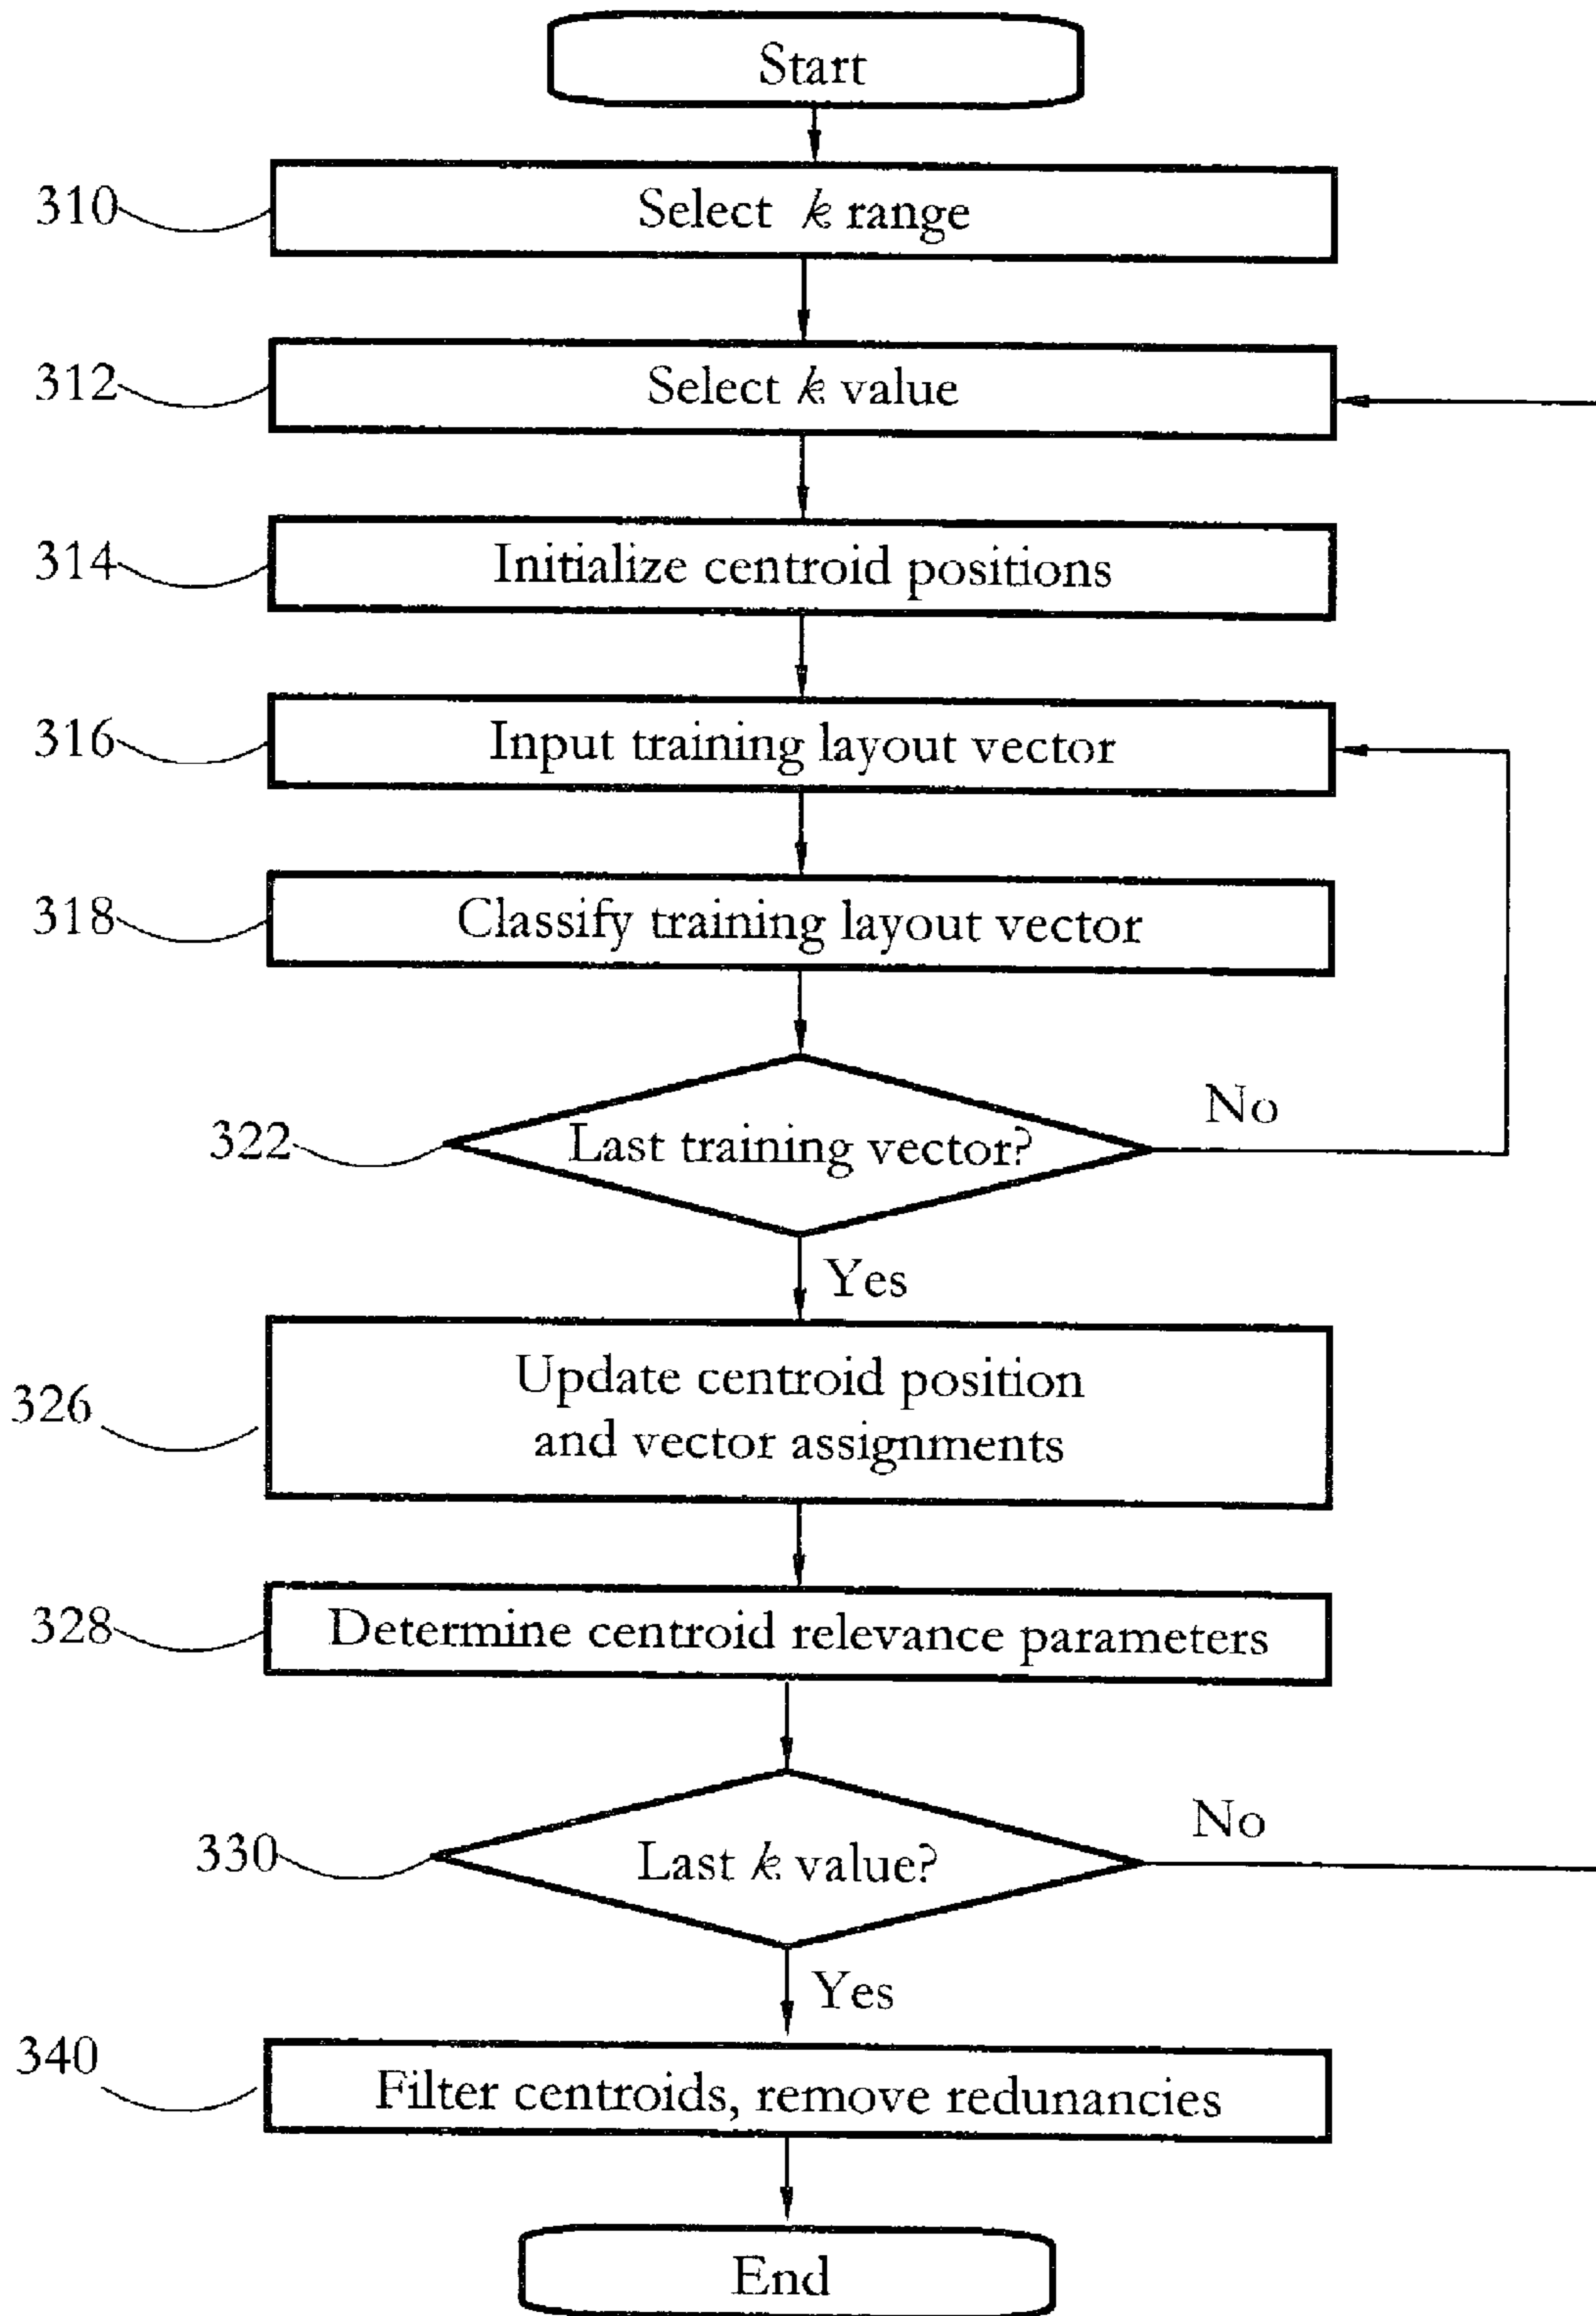 Start
310
Select k range
312
Select k value
314
Initialize centroid positions
316
Input training layout vector
318
Classify training layout vector
322
Last training vector?
No
Yes
326
Update centroid position
and vector assignments
328
Determine centroid relevance parameters
330
Last k value?
No
Yes
340
Filter centroids, remove redunancies
End